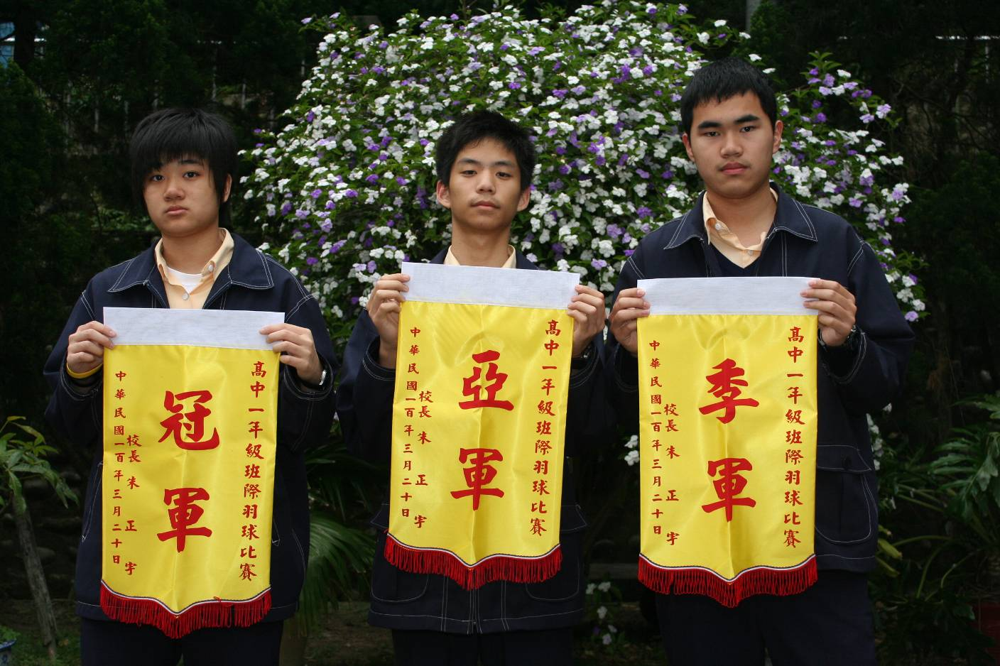 高中一年級班際羽球比賽
冠軍
校長 朱正宇
中華民國一百年三月二十日
高中一年級班際羽球比賽
亞軍
校長 朱正宇
中華民國一百年三月二十日
高中一年級班際羽球比賽
季軍
校長 朱正宇
中華民國一百年三月二十日